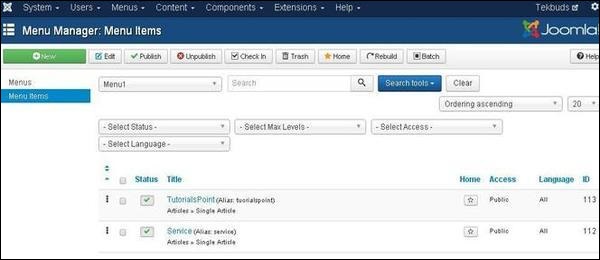 System Users Menus Content Components Extensions Help Tekbuds
Menu Manager: Menu Items Joomla!
New Edit Publish Unpublish Check In Trash Home Rebuild Batch Help
Menus Menu1 Search Search tools Clear
Menu Items
Ordering ascending 20
- Select Status - - Select Max Levels - - Select Access -
- Select Language -
Status Title Home Access Language ID
TutorialsPoint (Alias: tuorialspoint) Public All 113
Articles » Single Article
Service (Alias: service) Public All 112
Articles » Single Article